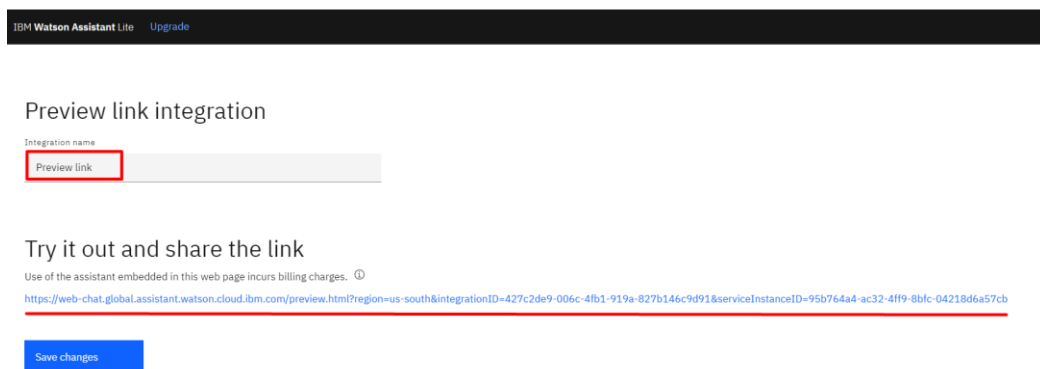 IBM Watson Assistant Lite Upgrade
Preview link integration
Integration name
Preview link
Try it out and share the link
Use of the assistant embedded in this web page incurs billing charges.
https://web-chat.global.assistant.watson.cloud.ibm.com/preview.html?region=us-south&integrationID=427c2de9-006c-4fb1-919a-827b146c9d91&serviceInstanceID=95b764a4-ac32-4ff9-8bfc-04218d6a57cb
Save changes